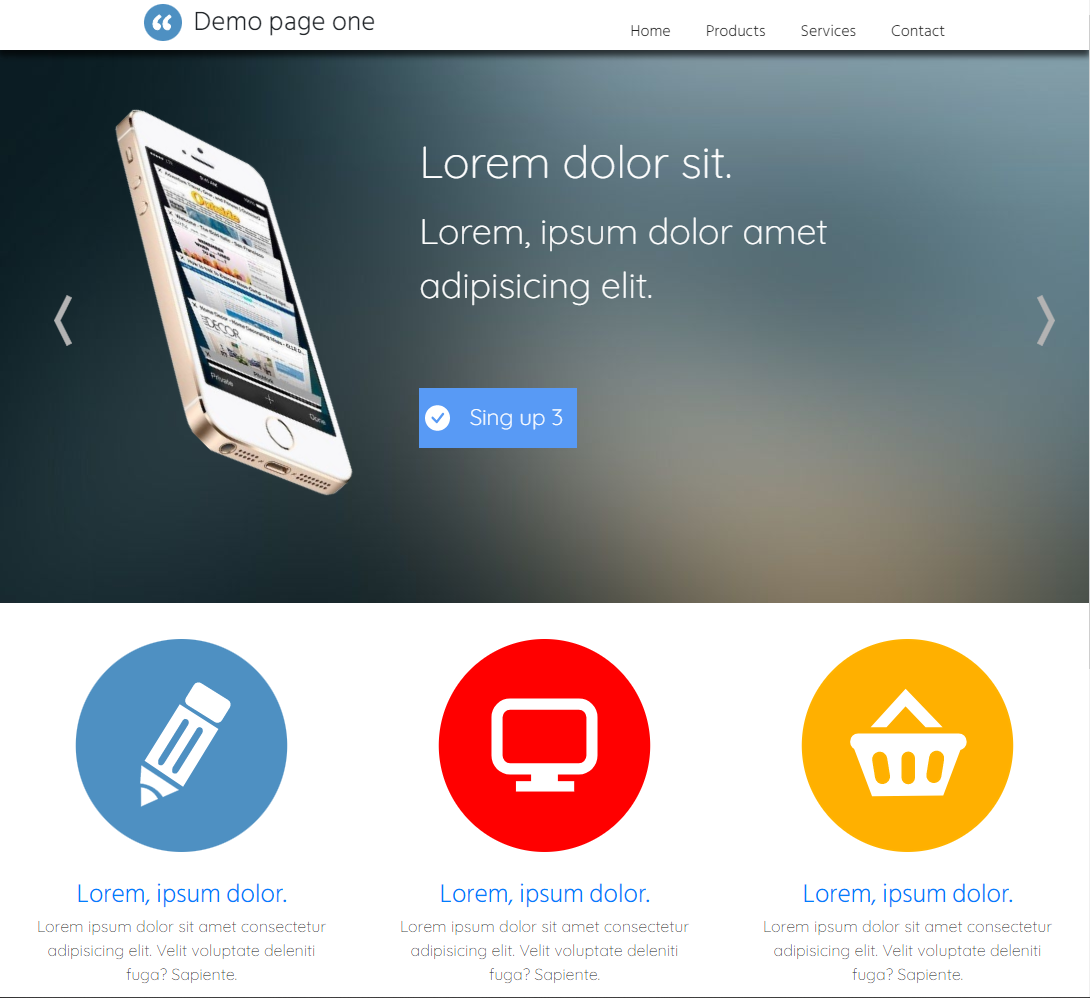 Demo page one
Home Products Services Contact
Lorem dolor sit.
Lorem, ipsum dolor amet
adipisicing elit.
Sing up 3
Private
Done
Lorem, ipsum dolor.
Lorem ipsum dolor sit amet consectetur
adipisicing elit. Velit voluptate deleniti
fuga? Sapiente.
Lorem, ipsum dolor.
Lorem ipsum dolor sit amet consectetur
adipisicing elit. Velit voluptate deleniti
fuga? Sapiente.
Lorem, ipsum dolor.
Lorem ipsum dolor sit amet consectetur
adipisicing elit. Velit voluptate deleniti
fuga? Sapiente.